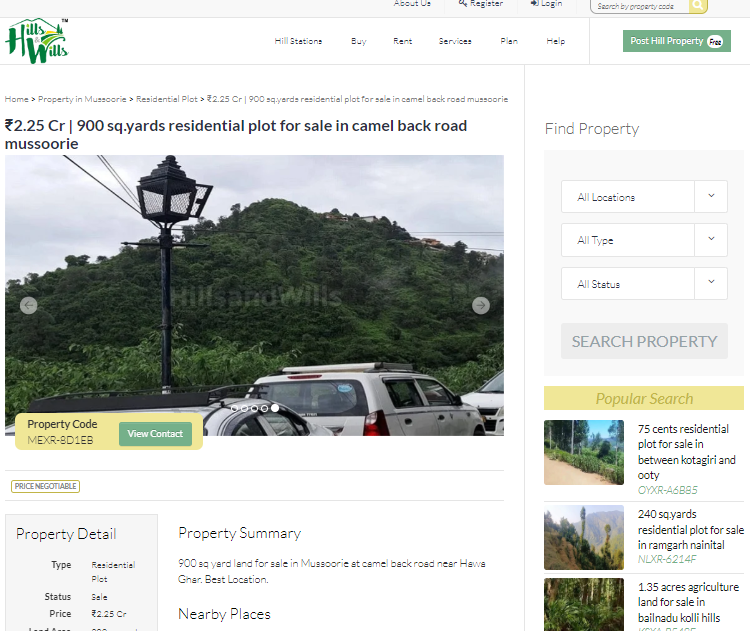 About Us
Register
Login
Search by property code
Hills
&
Wills
TM
Hill Stations
Buy
Rent
Services
Plan
Help
Post Hill Property Free
Home > Property in Mussoorie > Residential Plot > ₹2.25 Cr | 900 sq.yards residential plot for sale in camel back road mussoorie
₹2.25 Cr | 900 sq.yards residential plot for sale in camel back road
mussoorie
HillsandWills
Property Code
MEXR-8D1EB
View Contact
PRICE NEGOTIABLE
Property Detail
Type Residential
Plot
Status Sale
Price ₹2.25 Cr
Property Summary
900 sq yard land for sale in Mussoorie at camel back road near Hawa
Ghar. Best Location.
Nearby Places
Find Property
All Locations
All Type
All Status
SEARCH PROPERTY
Popular Search
75 cents residential
plot for sale in
between kotagiri and
ooty
OYXR-A6B85
240 sq.yards
residential plot for sale
in ramgarh nainital
NLXR-6214F
1.35 acres agriculture
land for sale in
bailnadu kolli hills